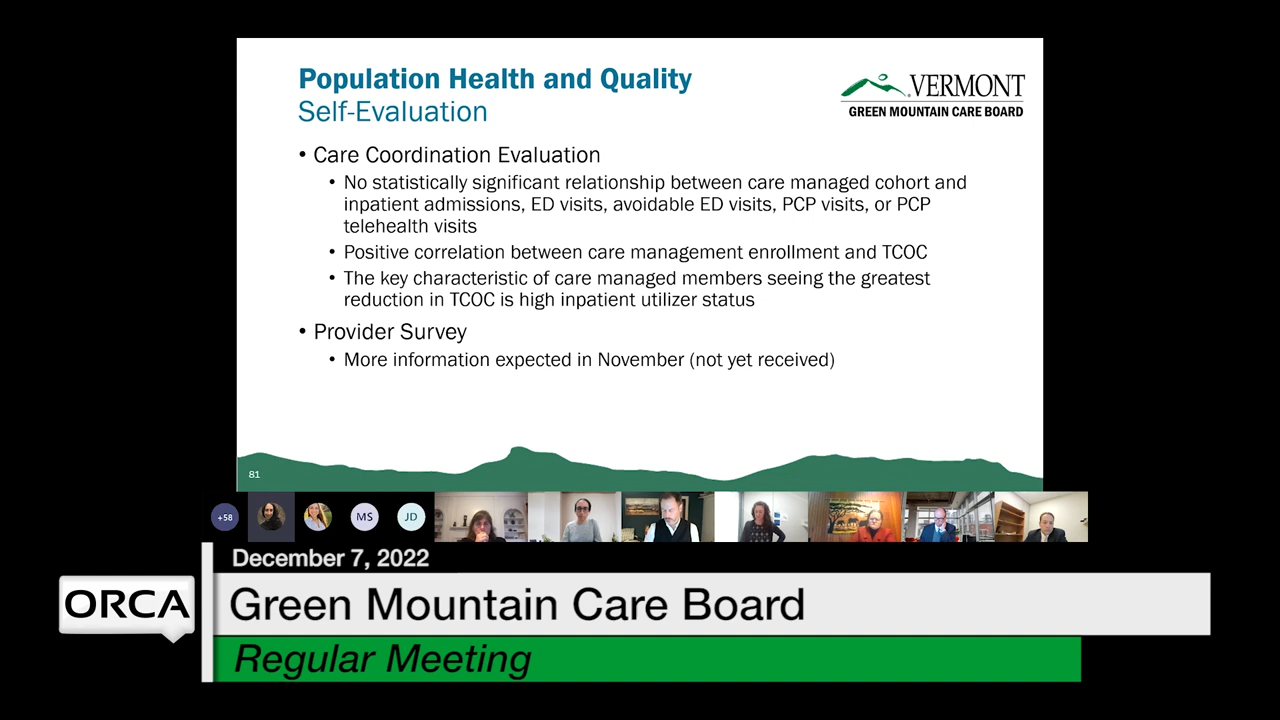 Population Health and Quality
Self-Evaluation
VERMONT
GREEN MOUNTAIN CARE BOARD
• Care Coordination Evaluation
• No statistically significant relationship between care managed cohort and
inpatient admissions, ED visits, avoidable ED visits, PCP visits, or PCP
telehealth visits
• Positive correlation between care management enrollment and TCOC
• The key characteristic of care managed members seeing the greatest
reduction in TCOC is high inpatient utilizer status
• Provider Survey
• More information expected in November (not yet received)
81
+58
MS
JD
December 7, 2022
ORCA
Green Mountain Care Board
Regular Meeting